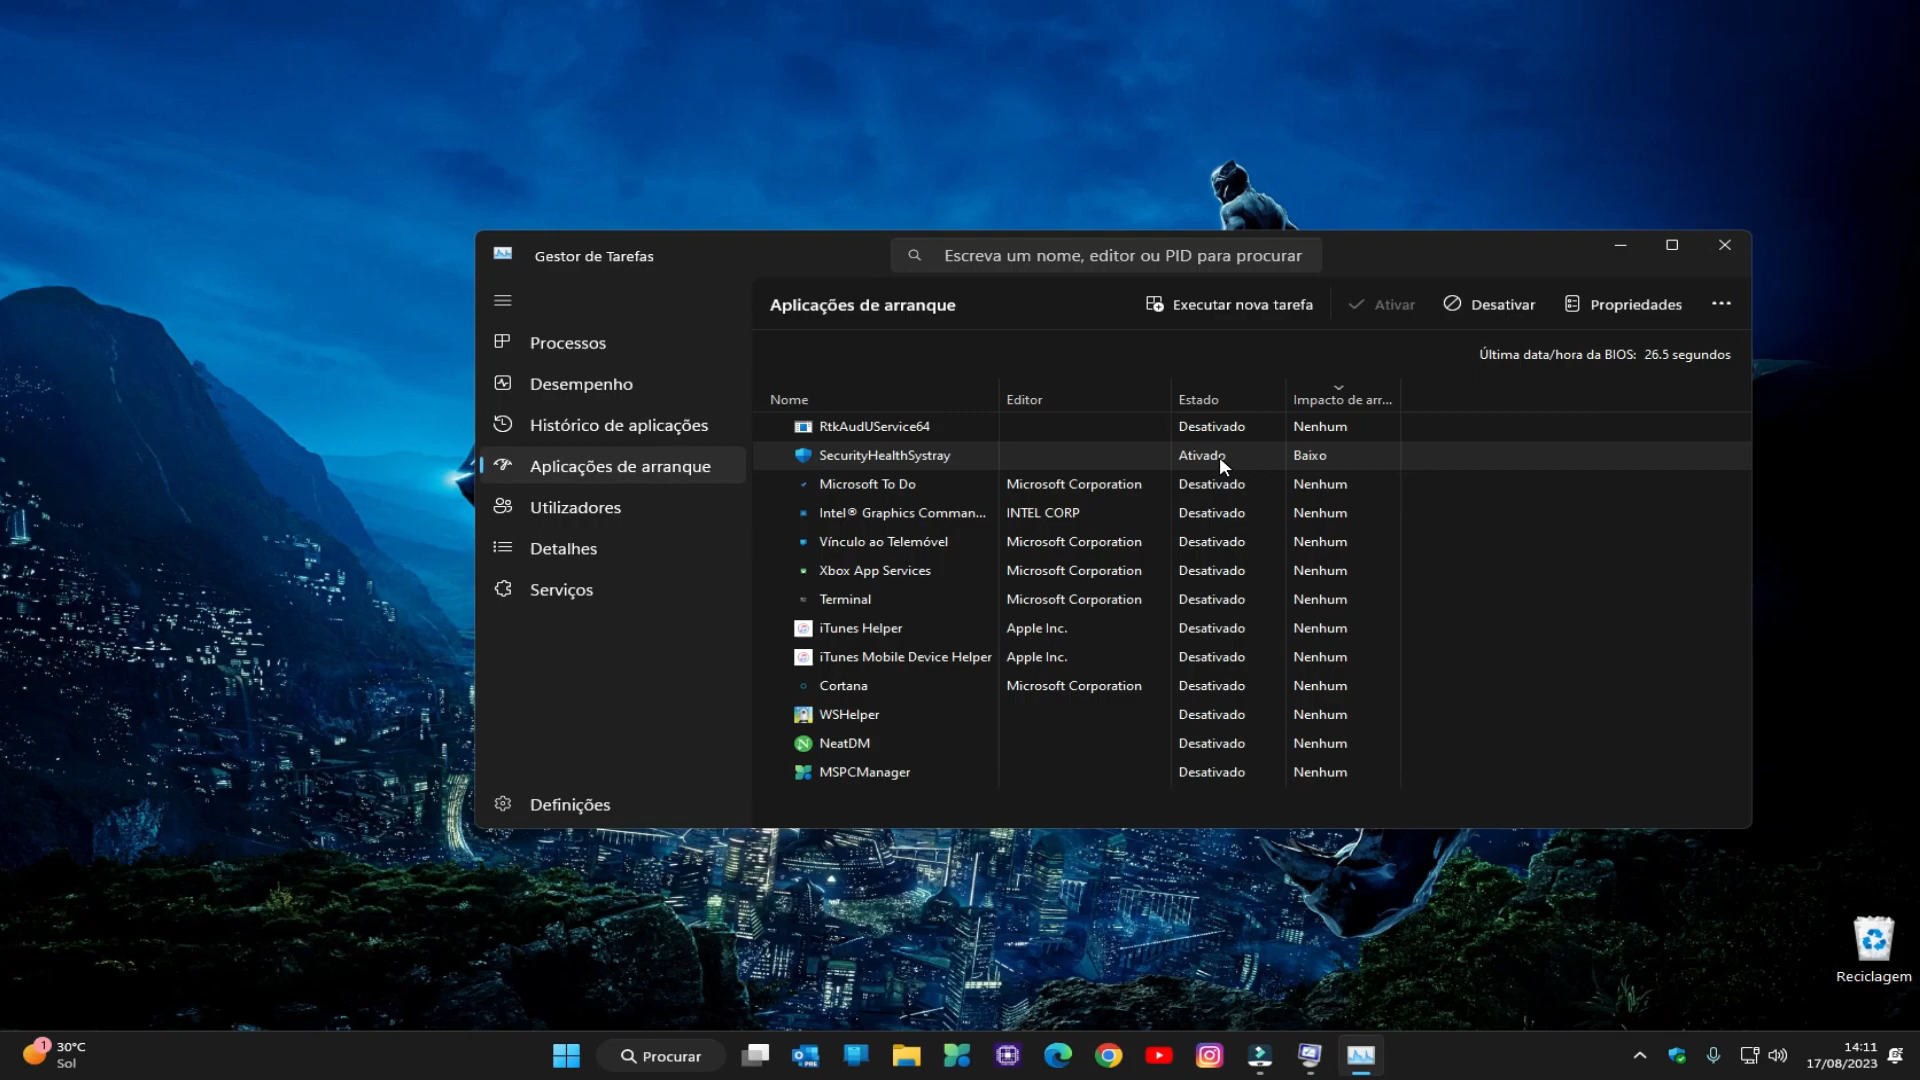 Gestor de Tarefas
Escreva um nome, editor ou PID para procurar
Aplicações de arranque
Executar nova tarefa
Ativar
Desativar
Propriedades
Última data/hora da BIOS: 26.5 segundos
Processos
Desempenho
Histórico de aplicações
Aplicações de arranque
Utilizadores
Detalhes
Serviços
Definições
Nome Editor Estado Impacto de arr...
RtkAudUService64 Desativado Nenhum
SecurityHealthSystray Ativado Baixo
Microsoft To Do Microsoft Corporation Desativado Nenhum
Intel® Graphics Comman... INTEL CORP Desativado Nenhum
Vínculo ao Telemóvel Microsoft Corporation Desativado Nenhum
Xbox App Services Microsoft Corporation Desativado Nenhum
Terminal Microsoft Corporation Desativado Nenhum
iTunes Helper Apple Inc. Desativado Nenhum
iTunes Mobile Device Helper Apple Inc. Desativado Nenhum
Cortana Microsoft Corporation Desativado Nenhum
WSHelper Desativado Nenhum
NeatDM Desativado Nenhum
MSPCManager Desativado Nenhum
Reciclagem
1
30°C
Sol
Procurar
PRE
14:11
17/08/2023